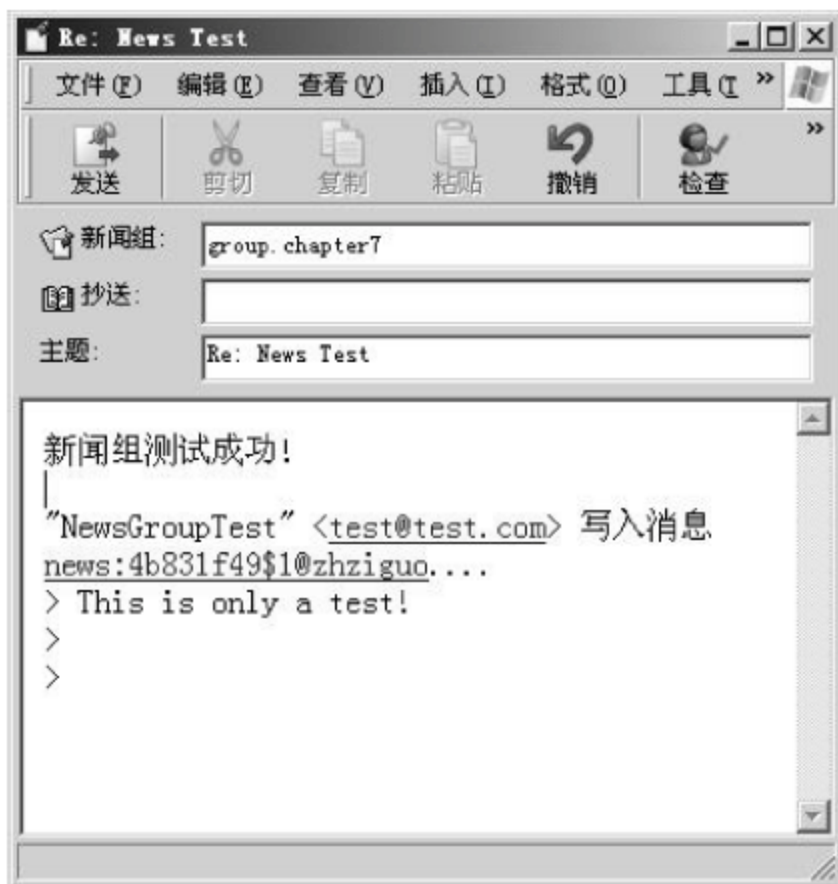 Re: News Test
文件(F) 编辑(E) 查看(V) 插入(I) 格式(O) 工具(T »
发送 剪切 复制 粘贴 撤销 检查 »
新闻组: group.chapter7
抄送:
主题: Re: News Test
新闻组测试成功!
"NewsGroupTest" <test@test.com> 写入消息
news:4b831f49$1@zhziguo....
> This is only a test!
>
>